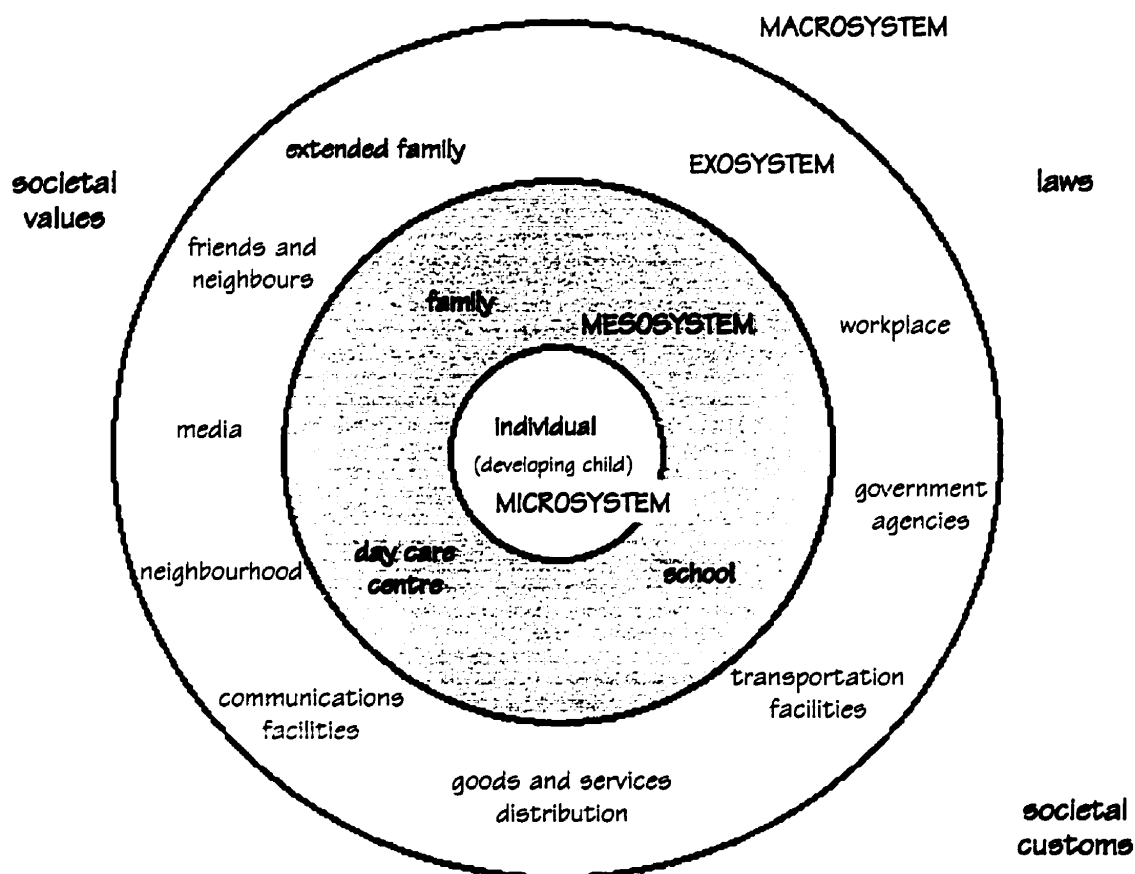 MACROSYSTEM
extended family
EXOSYSTEM
societal
values
laws
friends and
neighbours
family
MESOSYSTEM
workplace
media
individual
(developing child)
MICROSYSTEM
government
agencies
neighbourhood
day care
centre
school
communications
facilities
transportation
facilities
goods and services
distribution
societal
customs